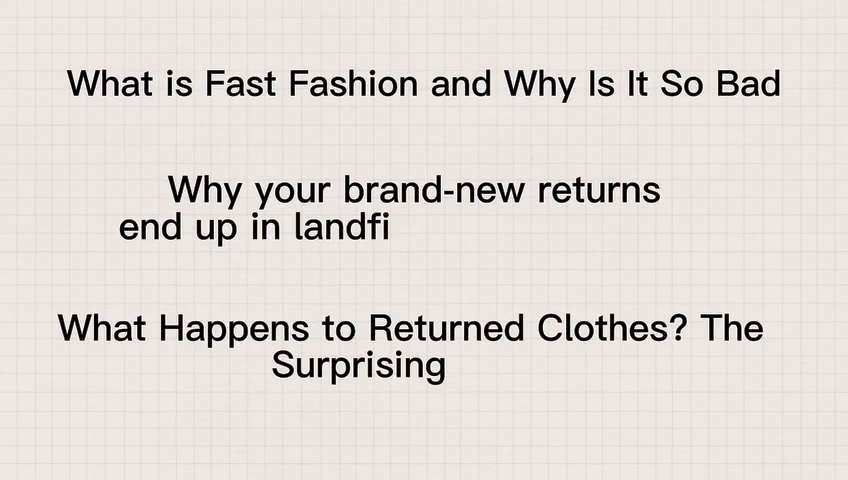 What is Fast Fashion and Why Is It So Bad
Why your brand-new returns
end up in landfi
What Happens to Returned Clothes? The
Surprising